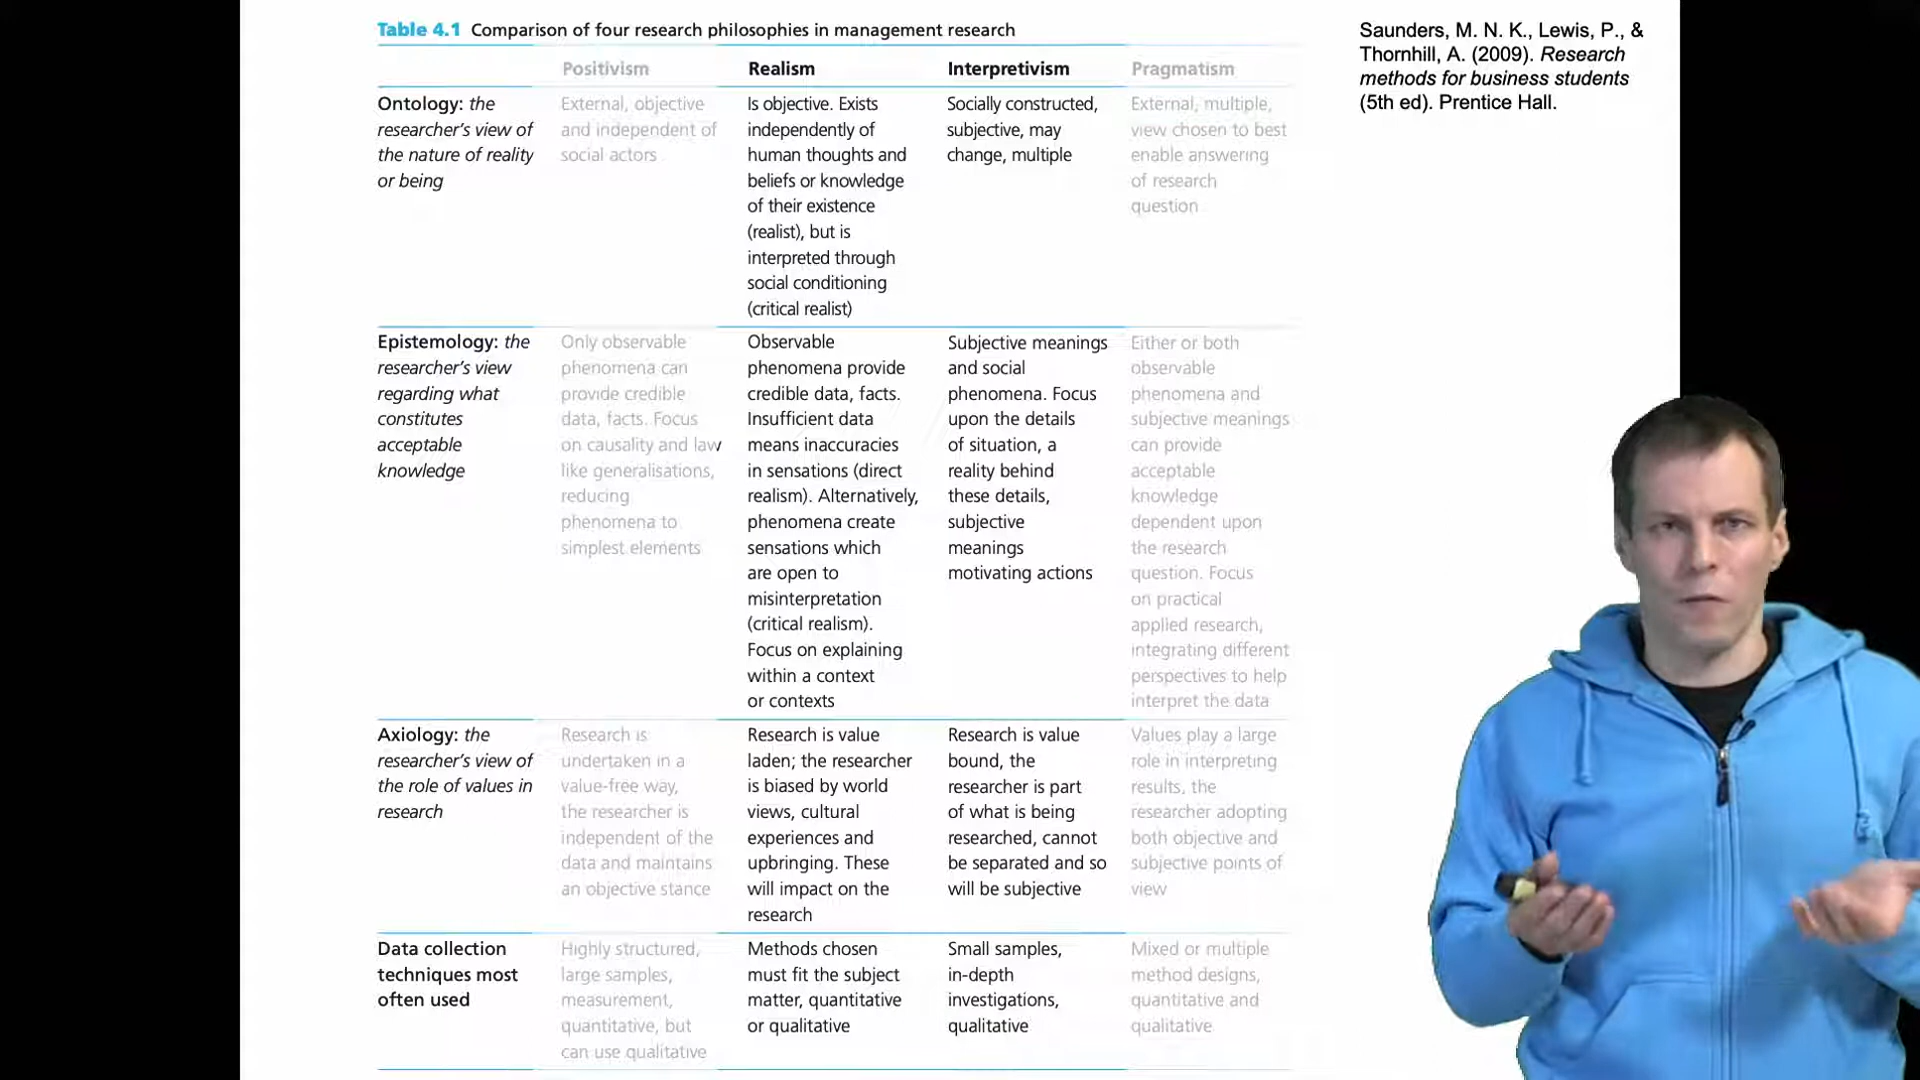 Table 4.1 Comparison of four research philosophies in management research
Positivism
Realism
Interpretivism
Pragmatism
Ontology: the
researcher's view of
the nature of reality
or being
External, objective
and independent of
social actors
Is objective. Exists
independently of
human thoughts and
beliefs or knowledge
of their existence
(realist), but is
interpreted through
social conditioning
(critical realist)
Socially constructed,
subjective, may
change, multiple
External, multiple,
view chosen to best
enable answering
of research
question
Epistemology: the
researcher's view
regarding what
constitutes
acceptable
knowledge
Only observable
phenomena can
provide credible
data, facts. Focus
on causality and law
like generalisations,
reducing
phenomena to
simplest elements
Observable
phenomena provide
credible data, facts.
Insufficient data
means inaccuracies
in sensations (direct
realism). Alternatively,
phenomena create
sensations which
are open to
misinterpretation
(critical realism).
Focus on explaining
within a context
or contexts
Subjective meanings
and social
phenomena. Focus
upon the details
of situation, a
reality behind
these details,
subjective
meanings
motivating actions
Either or both
observable
phenomena and
subjective meanings
can provide
acceptable
knowledge
dependent upon
the research
question. Focus
on practical
applied research,
integrating different
perspectives to help
interpret the data
Axiology: the
researcher's view of
the role of values in
research
Research is
undertaken in a
value-free way,
the researcher is
independent of the
data and maintains
an objective stance
Research is value
laden; the researcher
is biased by world
views, cultural
experiences and
upbringing. These
will impact on the
research
Research is value
bound, the
researcher is part
of what is being
researched, cannot
be separated and so
will be subjective
Values play a large
role in interpreting
results, the
researcher adopting
both objective and
subjective points of
view
Data collection
techniques most
often used
Highly structured,
large samples,
measurement,
quantitative, but
can use qualitative
Methods chosen
must fit the subject
matter, quantitative
or qualitative
Small samples,
in-depth
investigations,
qualitative
Mixed or multiple
method designs,
quantitative and
qualitative
Saunders, M. N. K., Lewis, P., &
Thornhill, A. (2009). Research
methods for business students
(5th ed). Prentice Hall.